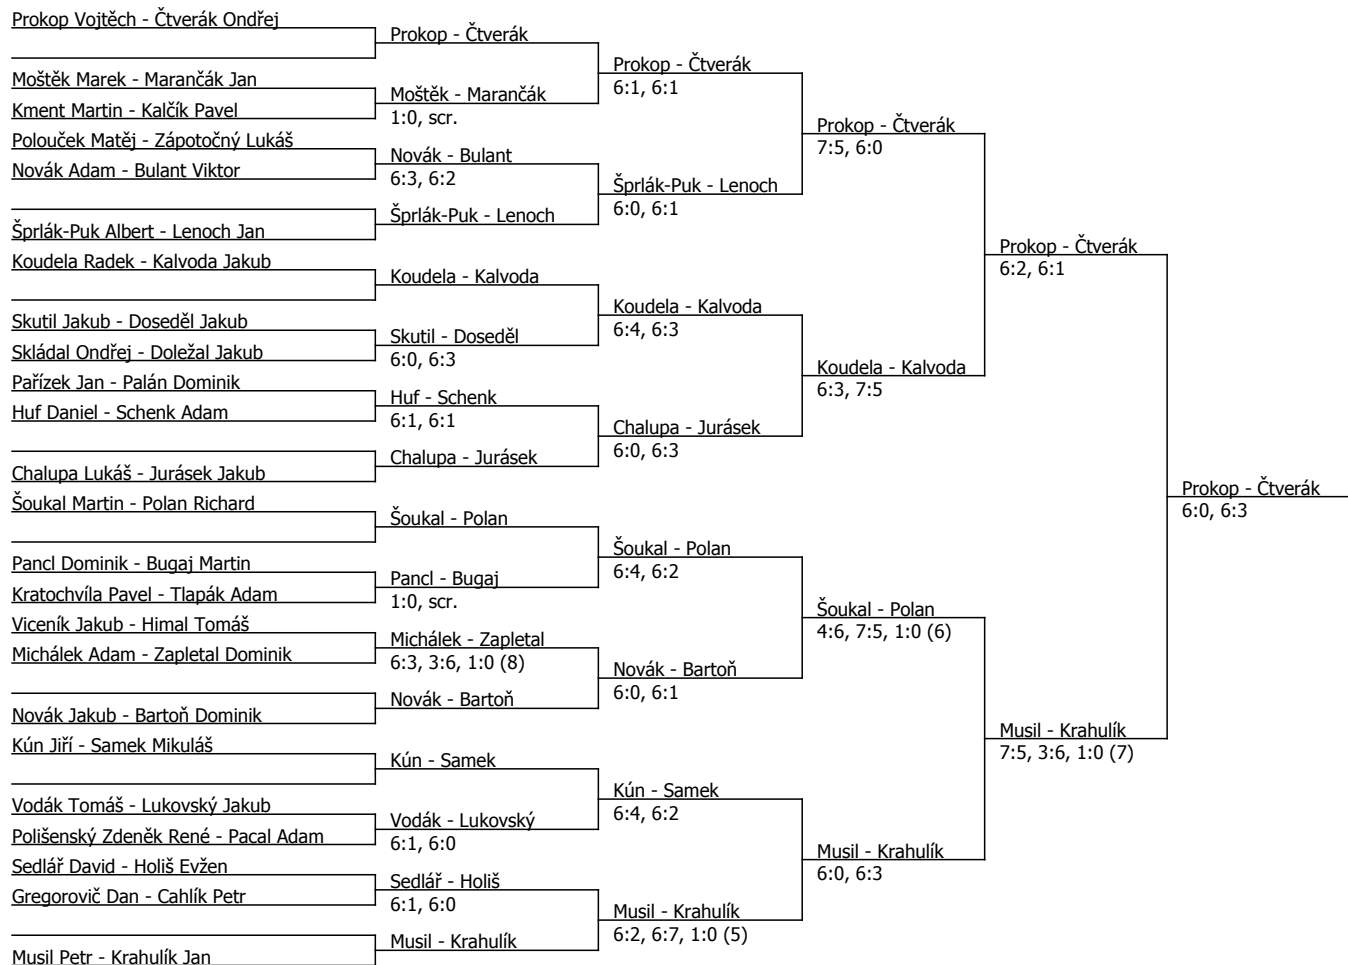 Prokop Vojtěch - Čtverák Ondřej
Moštěk Marek - Marančák Jan
Kment Martin - Kalčík Pavel
Polouček Matěj - Zápotočný Lukáš
Novák Adam - Bulant Viktor
Šprlák-Puk Albert - Lenoch Jan
Koudela Radek - Kalvoda Jakub
Skutil Jakub - Doseděl Jakub
Skládal Ondřej - Doležal Jakub
Pařízek Jan - Palán Dominik
Huf Daniel - Schenk Adam
Chalupa Lukáš - Jurásek Jakub
Šoukal Martin - Polan Richard
Pancl Dominik - Bugaj Martin
Kratochvíla Pavel - Tlapák Adam
Viceník Jakub - Himal Tomáš
Michálek Adam - Zapletal Dominik
Novák Jakub - Bartoň Dominik
Kún Jiří - Samek Mikuláš
Vodák Tomáš - Lukovský Jakub
Polišenský Zdeněk René - Pacal Adam
Sedlář David - Holiš Evžen
Gregorovič Dan - Cahlík Petr
Musil Petr - Krahulík Jan
Prokop - Čtverák
Moštěk - Marančák
1:0, scr.
Novák - Bulant
6:3, 6:2
Šprlák-Puk - Lenoch
Koudela - Kalvoda
Skutil - Doseděl
6:0, 6:3
Huf - Schenk
6:1, 6:1
Chalupa - Jurásek
Šoukal - Polan
Pancl - Bugaj
1:0, scr.
Michálek - Zapletal
6:3, 3:6, 1:0 (8)
Novák - Bartoň
Kún - Samek
Vodák - Lukovský
6:1, 6:0
Sedlář - Holiš
6:1, 6:0
Musil - Krahulík
Prokop - Čtverák
6:1, 6:1
Šprlák-Puk - Lenoch
6:0, 6:1
Koudela - Kalvoda
6:4, 6:3
Chalupa - Jurásek
6:0, 6:3
Šoukal - Polan
6:4, 6:2
Novák - Bartoň
6:0, 6:1
Kún - Samek
6:4, 6:2
Musil - Krahulík
6:2, 6:7, 1:0 (5)
Prokop - Čtverák
7:5, 6:0
Koudela - Kalvoda
6:3, 7:5
Šoukal - Polan
4:6, 7:5, 1:0 (6)
Musil - Krahulík
6:0, 6:3
Prokop - Čtverák
6:2, 6:1
Musil - Krahulík
7:5, 3:6, 1:0 (7)
Prokop - Čtverák
6:0, 6:3